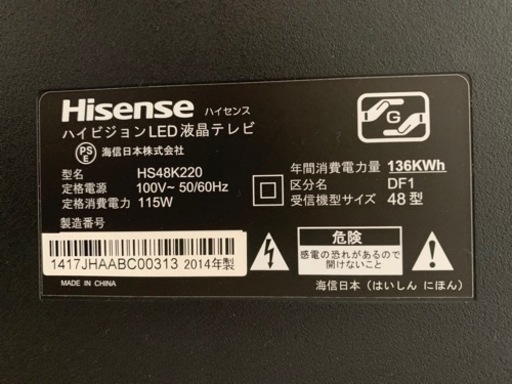 Hisense ハイセンス
ハイビジョンLED液晶テレビ
PSE 海信日本株式会社
型名 HS48K220
定格電源 100V~ 50/60Hz
定格消費電力 115W
製造番号
1417JHAABC00313 2014年製
MADE IN CHINA
G
年間消費電力量 136KWh
区分名 DF1
受信機型サイズ 48型
危険
感電の恐れがあるので
開けないこと
海信日本（はいしん にほん）